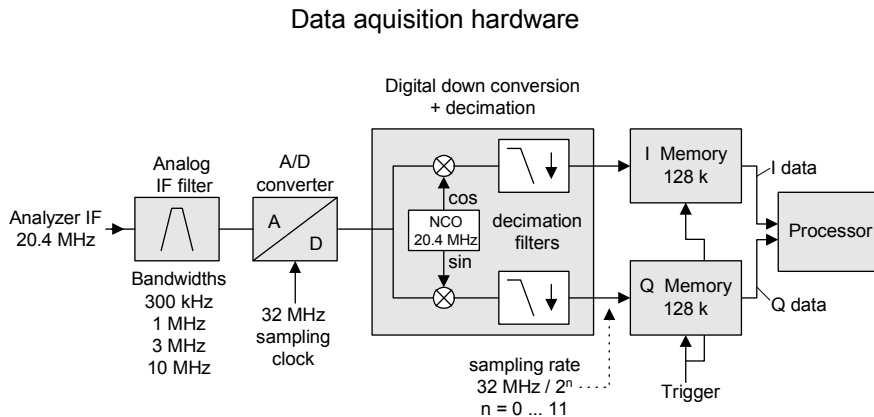 Data aquisition hardware
Digital down conversion
+ decimation
Analog
IF filter
A/D
converter
Analyzer IF
20.4 MHz
A
D
cos
NCO
20.4 MHz
sin
decimation
filters
I Memory
128 k
I data
Processor
Q Memory
128 k
Q data
Bandwidths
300 kHz
1 MHz
3 MHz
10 MHz
32 MHz
sampling
clock
sampling rate
32 MHz / 2ⁿ
n = 0 ... 11
Trigger